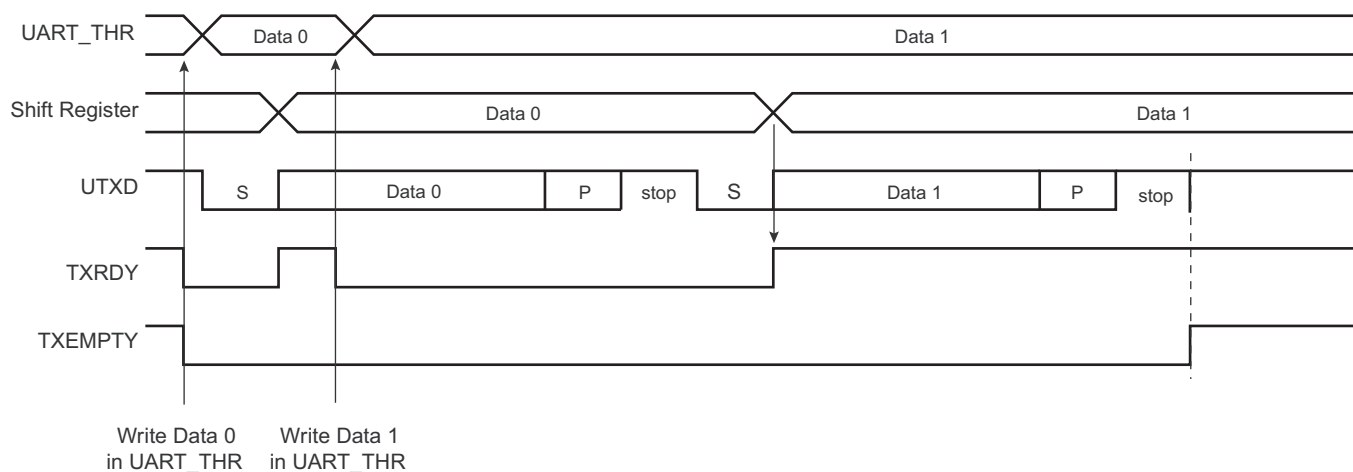 UART_THR Data 0 Data 1
Shift Register Data 0 Data 1
UTXD S Data 0 P stop S Data 1 P stop
TXRDY
TXEMPTY
Write Data 0 Write Data 1
in UART_THR in UART_THR